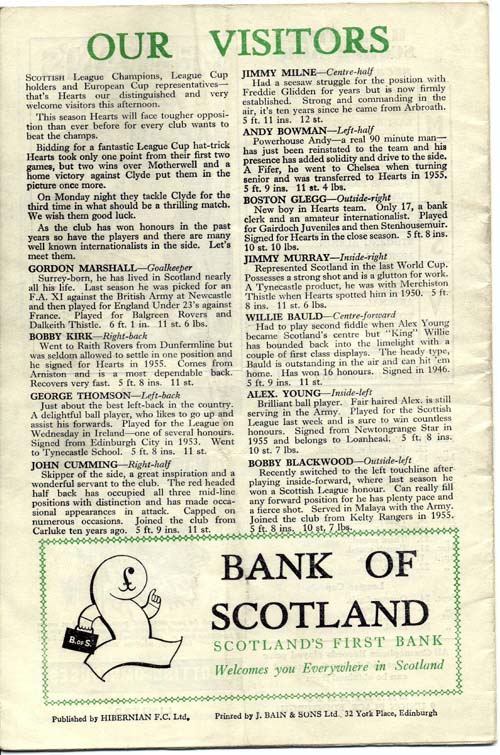 OUR VISITORS
SCOTTISH League Champions, League Cup
holders and European Cup representatives—
that's Hearts our distinguished and very
welcome visitors this afternoon.
This season Hearts will face tougher opposi-
tion than ever before for every club wants to
beat the champs.
Bidding for a fantastic League Cup hat-trick
Hearts took only one point from their first two
games, but two wins over Motherwell and a
home victory against Clyde put them in the
picture once more.
On Monday night they tackle Clyde for the
third time in what should be a thrilling match.
We wish them good luck.
As the club has won honours in the past
years so have the players and there are many
well known internationalists in the side. Let's
meet them.
GORDON MARSHALL—Goalkeeper
Surrey-born, he has lived in Scotland nearly
all his life. Last season he was picked for an
F.A. XI against the British Army at Newcastle
and then played for England Under 23's against
France. Played for Balgreen Rovers and
Dalkeith Thistle. 6 ft. 1 in. 11 st. 6 lbs.
BOBBY KIRK—Right-back
Went to Raith Rovers from Dunfermline but
was seldom allowed to settle in one position and
he signed for Hearts in 1955. Comes from
Arniston and is a most dependable back.
Recovers very fast. 5 ft. 8 ins. 11 st.
GEORGE THOMSON—Left-back
Just about the best left-back in the country.
A delightful ball player, who likes to go up and
assist his forwards. Played for the League on
Wednesday in Ireland—one of several honours.
Signed from Edinburgh City in 1953. Went
to Tynecastle School. 5 ft. 8 ins. 11 st.
JOHN CUMMING—Right-half
Skipper of the side, a great inspiration and a
wonderful servant to the club. The red headed
half back has occupied all three mid-line
positions with distinction and has made occa-
sional appearances in attack. Capped on
numerous occasions. Joined the club from
Carluke ten years ago. 5 ft. 9 ins. 11 st.
JIMMY MILNE—Centre-half
Had a seesaw struggles for the position with
Freddie Glidden for years but is now firmly
established. Strong and commanding in the
air, it's ten years since he came from Arbroath.
5 ft. 11 ins. 12 st.
ANDY BOWMAN—Left-half
Powerhouse Andy—a real 90 minute man—
has just been reinstated to the team and his
presence has added solidity and drive to the side.
A Fifer, he went to Chelsea when turning
senior and was transferred to Hearts in 1955.
5 ft. 9 ins. 11 st. 4 lbs.
BOSTON GLEGG—Outside-right
New boy in Hearts team. Only 17, a bank
clerk and an amateur internationalist. Played
for Gairdoch Juveniles and then Stenhousemuir.
Signed for Hearts in the close season. 5 ft. 8 ins.
10 st. 10 lbs.
JIMMY MURRAY—Inside-right
Represented Scotland in the last World Cup.
Possesses a strong shot and is a glutton for work.
A Tynecastle product, he was with Merchiston
Thistle when Hearts spotted him in 1950. 5 ft.
8 ins. 11 st. 6 lbs.
WILLIE BAULD—Centre-forward
Had to play second fiddle when Alex Young
became Scotland's centre but "King" Willie
has bounded back into the limelight with a
couple of first class displays. The heady type,
Bauld is outstanding in the air and can hit 'em
home. Has won 16 honours. Signed in 1946.
5 ft. 9 ins. 11 st.
ALEX. YOUNG—Inside-left
Brilliant ball player. Fair haired Alex. is still
serving in the Army. Played for the Scottish
League last week and is sure to win countless
honours. Signed from Newtongrange Star in
1955 and belongs to Loanhead. 5 ft. 8 ins.
10 st. 7 lbs.
BOBBY BLACKWOOD—Outside-left
Recently switched to the left touchline after
playing inside-forward, where last season he
won a Scottish League honour. Can really fill
any forward position for he has plenty pace and
a fierce shot. Served in Malaya with the Army.
Joined the club from Kelty Rangers in 1955.
5 ft. 8 ins. 10 st. 7 lbs.
£
B. OF S.
BANK OF
SCOTLAND
SCOTLAND'S FIRST BANK
Welcomes you Everywhere in Scotland
Published by HIBERNIAN F.C. Ltd. Printed by J. BAIN & SONS Ltd. 32 York Place, Edinburgh